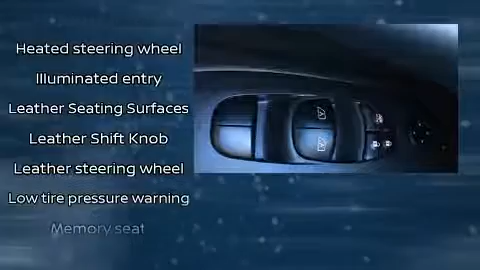 Heated steering wheel
Illuminated entry
Leather Seating Surfaces
Leather Shift Knob
Leather steering wheel
Low tire pressure warning
Memory seat